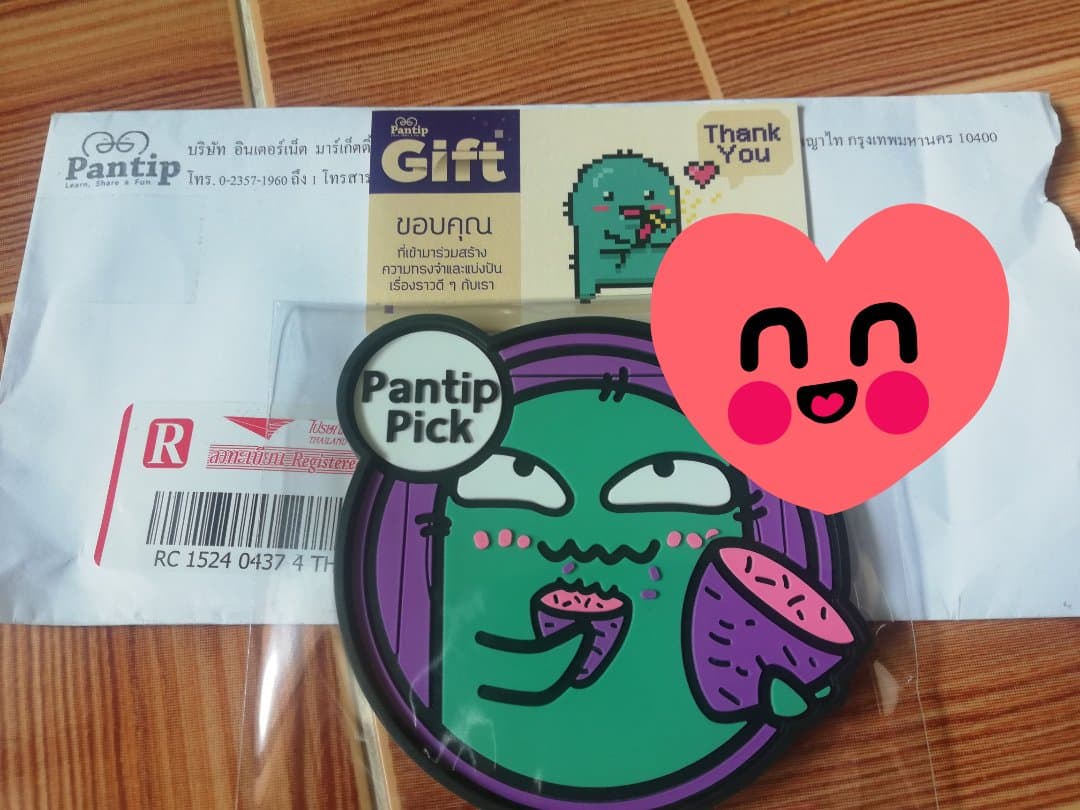 Pantip
Learn, Share & Fun
บริษัท อินเตอร์เน็ต มาร์เก็ตติ้
ญาไท กรุงเทพมหานคร 10400
โทร. 0-2357-1960 ถึง 1 โทรสาร
Pantip
Gift
ขอบคุณ
ที่เข้ามาร่วมสร้าง
ความทรงจำและแบ่งปัน
เรื่องราวดี ๆ กับเรา
Thank
You
Pantip
Pick
R
THAILAND
ลงทะเบียน Registere
RC 1524 0437 4 TH